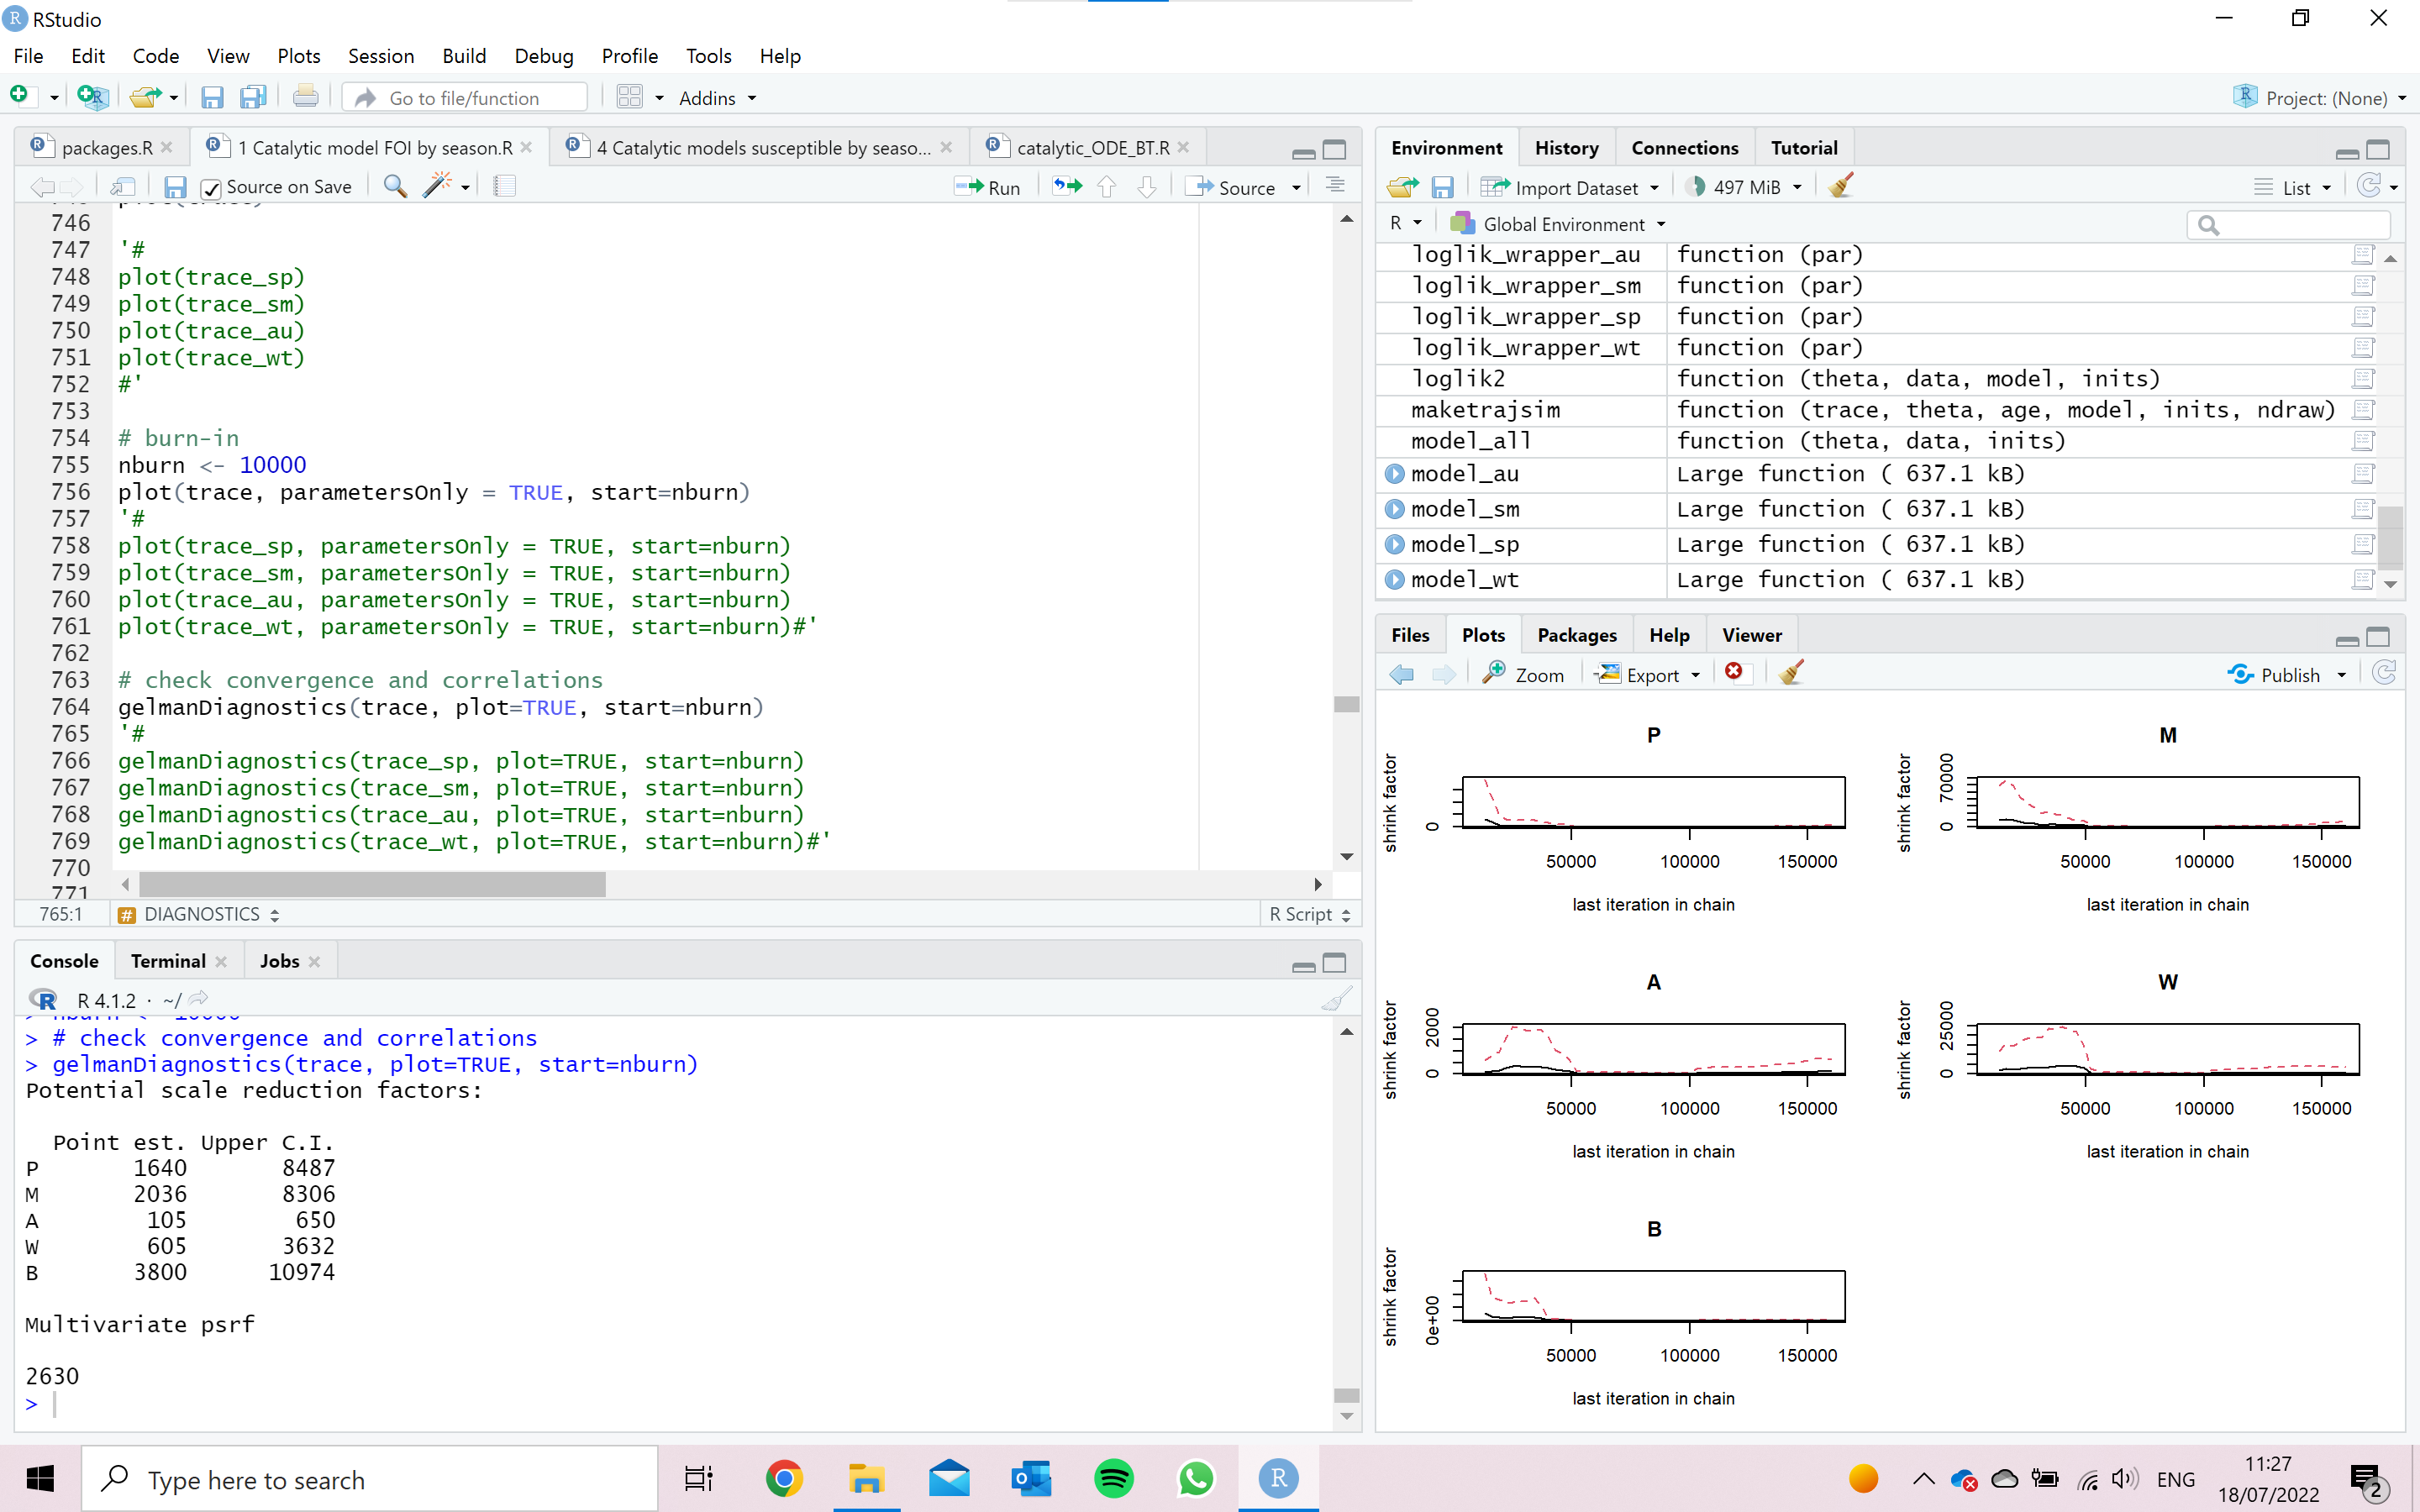 RStudio
File Edit Code View Plots Session Build Debug Profile Tools Help
Go to file/function Addins Project: (None)
packages.R 1 Catalytic model FOI by season.R 4 Catalytic models susceptible by seaso... catalytic_ODE_BT.R
Source on Save Run Source
746
747 '#
748 plot(trace_sp)
749 plot(trace_sm)
750 plot(trace_au)
751 plot(trace_wt)
752 #'
753
754 # burn-in
755 nburn <- 10000
756 plot(trace, parametersOnly = TRUE, start=nburn)
757 '#
758 plot(trace_sp, parametersOnly = TRUE, start=nburn)
759 plot(trace_sm, parametersOnly = TRUE, start=nburn)
760 plot(trace_au, parametersOnly = TRUE, start=nburn)
761 plot(trace_wt, parametersOnly = TRUE, start=nburn)#'
762
763 # check convergence and correlations
764 gelmanDiagnostics(trace, plot=TRUE, start=nburn)
765 '#
766 gelmanDiagnostics(trace_sp, plot=TRUE, start=nburn)
767 gelmanDiagnostics(trace_sm, plot=TRUE, start=nburn)
768 gelmanDiagnostics(trace_au, plot=TRUE, start=nburn)
769 gelmanDiagnostics(trace_wt, plot=TRUE, start=nburn)#'
770
771
765:1 # DIAGNOSTICS R Script
Console Terminal Jobs
R 4.1.2 · ~/
> # check convergence and correlations
> gelmanDiagnostics(trace, plot=TRUE, start=nburn)
Potential scale reduction factors:
Point est. Upper C.I.
P 1640 8487
M 2036 8306
A 105 650
W 605 3632
B 3800 10974
Multivariate psrf
2630
>
Environment History Connections Tutorial
Import Dataset 497 MiB List
R Global Environment
loglik_wrapper_au function (par)
loglik_wrapper_sm function (par)
loglik_wrapper_sp function (par)
loglik_wrapper_wt function (par)
loglik2 function (theta, data, model, inits)
maketrajsim function (trace, theta, age, model, inits, ndraw)
model_all function (theta, data, inits)
model_au Large function ( 637.1 kB)
model_sm Large function ( 637.1 kB)
model_sp Large function ( 637.1 kB)
model_wt Large function ( 637.1 kB)
Files Plots Packages Help Viewer
Zoom Export Publish
P
shrink factor
0
50000 100000 150000
last iteration in chain
M
shrink factor
0 70000
50000 100000 150000
last iteration in chain
A
shrink factor
0 2000
50000 100000 150000
last iteration in chain
W
shrink factor
0 25000
50000 100000 150000
last iteration in chain
B
shrink factor
0e+00
50000 100000 150000
last iteration in chain
Type here to search
ENG
11:27
18/07/2022
2